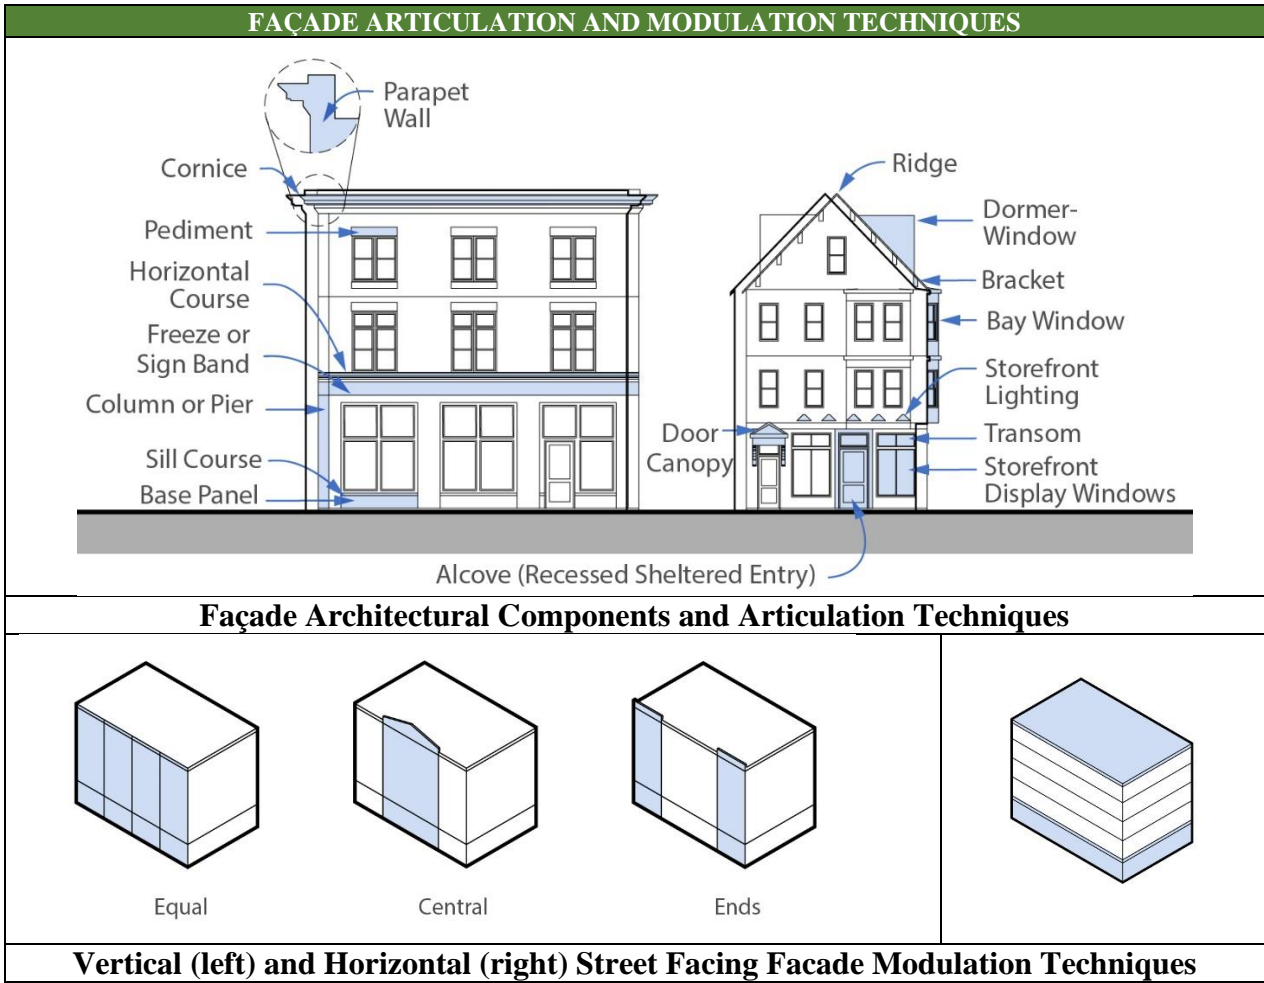 FAÇADE ARTICULATION AND MODULATION TECHNIQUES
Parapet
Wall
Cornice
Pediment
Horizontal
Course
Freeze or
Sign Band
Column or Pier
Sill Course
Base Panel
Ridge
Dormer-
Window
Bracket
Bay Window
Storefront
Lighting
Door
Canopy
Transom
Storefront
Display Windows
Alcove (Recessed Sheltered Entry)
Façade Architectural Components and Articulation Techniques
Equal
Central
Ends
Vertical (left) and Horizontal (right) Street Facing Facade Modulation Techniques